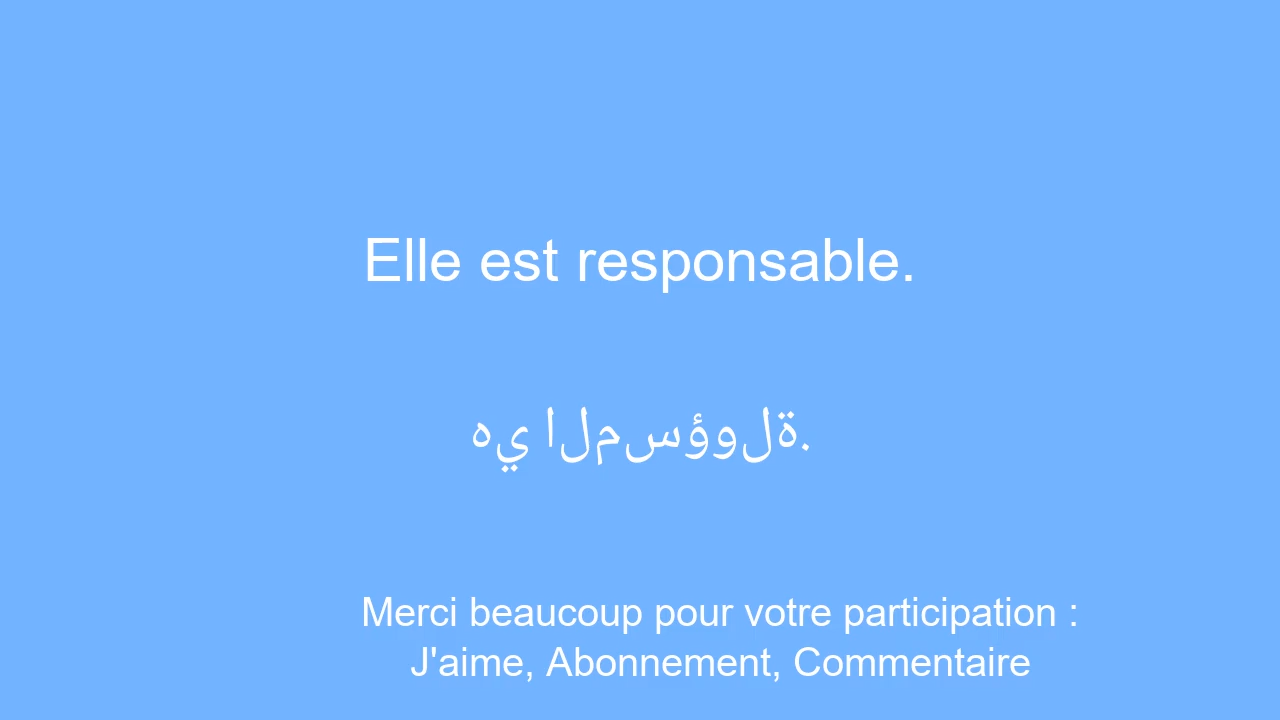 Elle est responsable.
هي المسؤولة.
Merci beaucoup pour votre participation :
J'aime, Abonnement, Commentaire